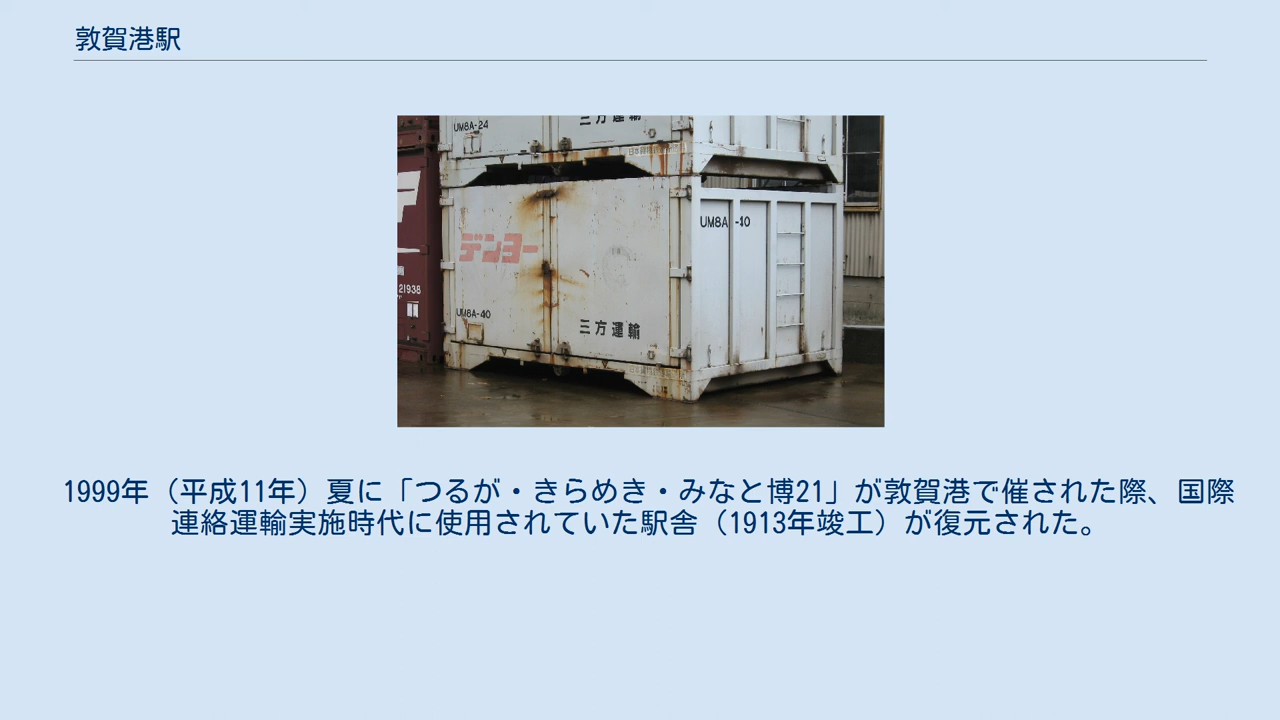 敦賀港駅
UM8A-24
三方運輸
UM8A -10
デンヨー
21938
UM8A-40
三方運輸
1999年（平成11年）夏に「つるが・きらめき・みなと博21」が敦賀港で催された際、国際
連絡運輸実施時代に使用されていた駅舎（1913年竣工）が復元された。